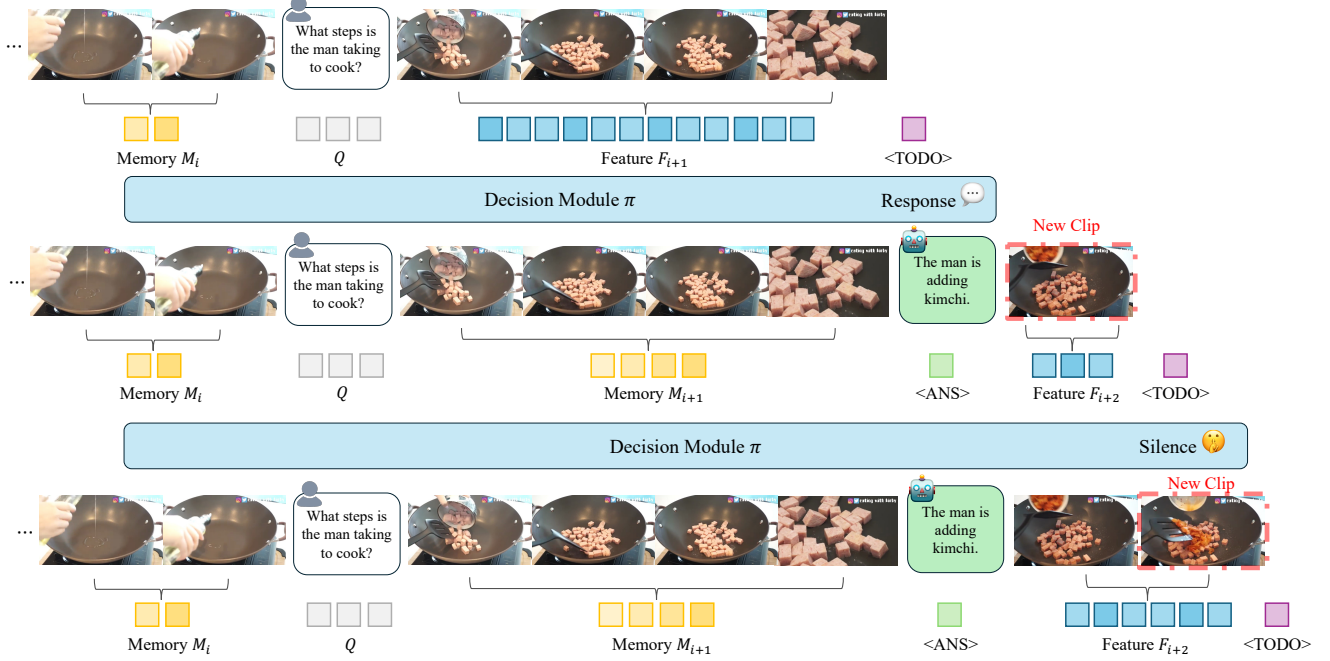 ...
What steps is
the man taking
to cook?
eating with katy
Memory M_i
Q
Feature F_{i+1}
<TODO>
Decision Module π
Response
New Clip
...
What steps is
the man taking
to cook?
The man is
adding
kimchi.
Memory M_i
Q
Memory M_{i+1}
<ANS>
Feature F_{i+2}
<TODO>
Decision Module π
Silence
New Clip
...
What steps is
the man taking
to cook?
The man is
adding
kimchi.
Memory M_i
Q
Memory M_{i+1}
<ANS>
Feature F_{i+2}
<TODO>